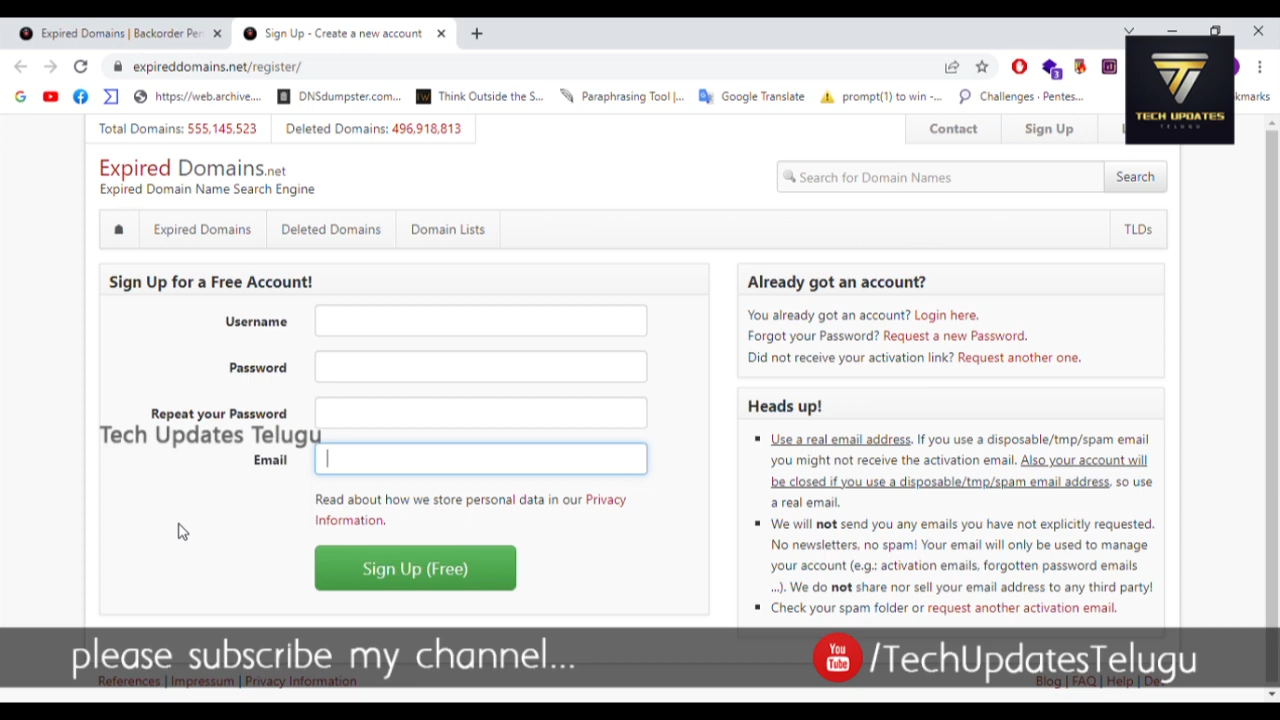 Expired Domains | Backorder Per
Sign Up - Create a new account
expireddomains.net/register/
3
https://web.archive....
DNSdumpster.com...
Think Outside the S...
Paraphrasing Tool |...
Google Translate
prompt(1) to win -...
Challenges - Pentes...
kmarks
TECH UPDATES
TELUGU
Total Domains: 555,145,523
Deleted Domains: 496,918,813
Contact
Sign Up
Expired Domains.net
Expired Domain Name Search Engine
Search for Domain Names
Search
Expired Domains
Deleted Domains
Domain Lists
TLDs
Sign Up for a Free Account!
Username
Password
Repeat your Password
Tech Updates Telugu
Email
Read about how we store personal data in our Privacy
Information.
Sign Up (Free)
Already got an account?
You already got an account? Login here.
Forgot your Password? Request a new Password.
Did not receive your activation link? Request another one.
Heads up!
Use a real email address. If you use a disposable/tmp/spam email
you might not receive the activation email. Also your account will
be closed if you use a disposable/tmp/spam email address, so use
a real email.
We will not send you any emails you have not explicitly requested.
No newsletters, no spam! Your email will only be used to manage
your account (e.g.: activation emails, forgotten password emails
...). We do not share nor sell your email address to any third party!
Check your spam folder or request another activation email.
please subscribe my channel...
You Tube /TechUpdatesTelugu
References | Impressum | Privacy Information
Blog | FAQ | Help | De